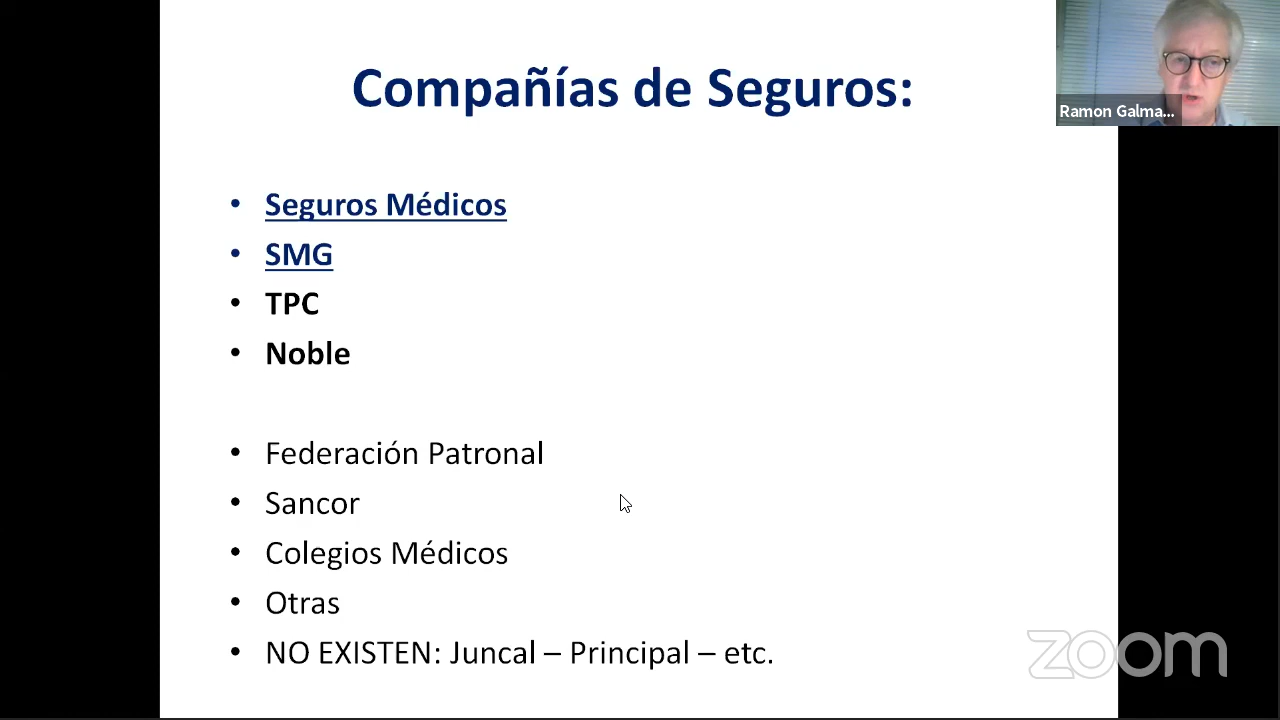 Compañías de Seguros:
Ramon Galma...
• Seguros Médicos
• SMG
• TPC
• Noble
• Federación Patronal
• Sancor
• Colegios Médicos
• Otras
• NO EXISTEN: Juncal – Principal – etc.
zoom